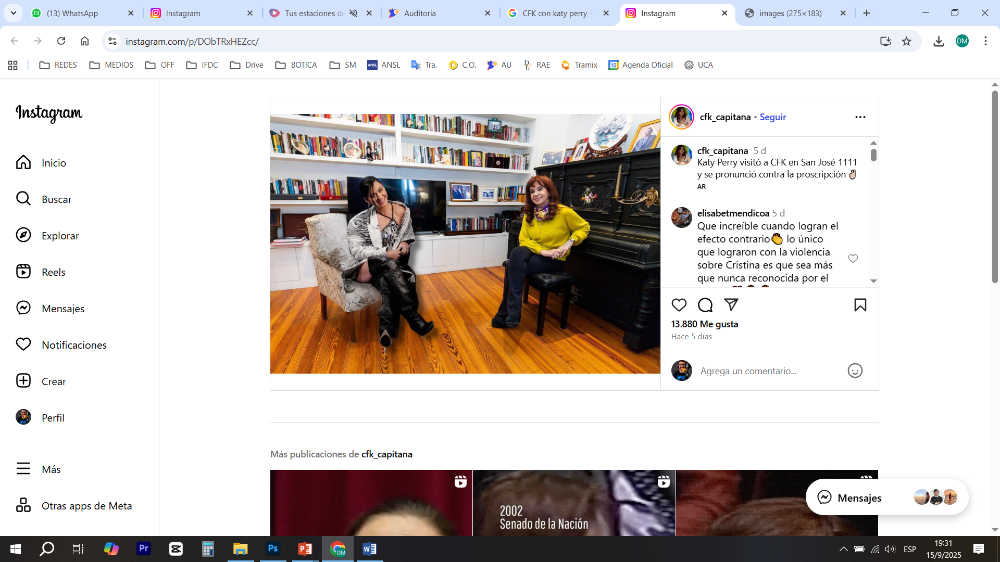 (13) WhatsApp
Instagram
Tus estaciones de
Auditoria
CFK con katy perry -
Instagram
images (275×183)
instagram.com/p/DObTRxHEZcc/
DM
REDES
MEDIOS
OFF
IFDC
Drive
BOTICA
SM
ANSL
ANSL
Tra.
C.O.
AU
RAE
Tramix
15
Agenda Oficial
UCA
Instagram
Inicio
Buscar
Explorar
Reels
Mensajes
Notificaciones
Crear
Perfil
Más
Otras apps de Meta
cfk_capitana • Seguir
cfk_capitana 5 d
Katy Perry visitó a CFK en San José 1111
y se pronunció contra la proscripción ✌🏻
AR
elisabetmendicoa 5 d
Que increíble cuando logran el
efecto contrario👏 lo único
que lograron con la violencia
sobre Cristina es que sea más
que nunca reconocida por el
13.880 Me gusta
Hace 5 días
Agrega un comentario...
Más publicaciones de cfk_capitana
2002
Senado de la Nación
Mensajes
Pr
Ps
DM
ESP
19:31
15/9/2025